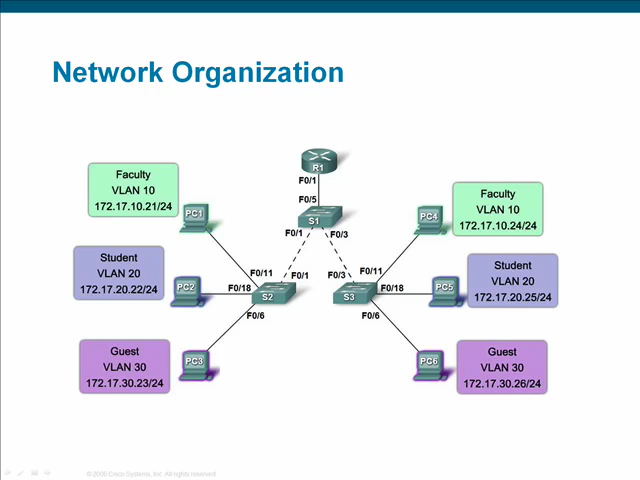 Network Organization
R1
F0/1
F0/5
S1
F0/1
F0/3
Faculty
VLAN 10
172.17.10.21/24
PC1
Student
VLAN 20
172.17.20.22/24
PC2
Guest
VLAN 30
172.17.30.23/24
PC3
F0/11
F0/18
F0/6
F0/1
S2
F0/3
S3
F0/11
F0/18
F0/6
PC4
Faculty
VLAN 10
172.17.10.24/24
PC5
Student
VLAN 20
172.17.20.25/24
PC6
Guest
VLAN 30
172.17.30.26/24
© 2006 Cisco Systems, Inc. All rights reserved